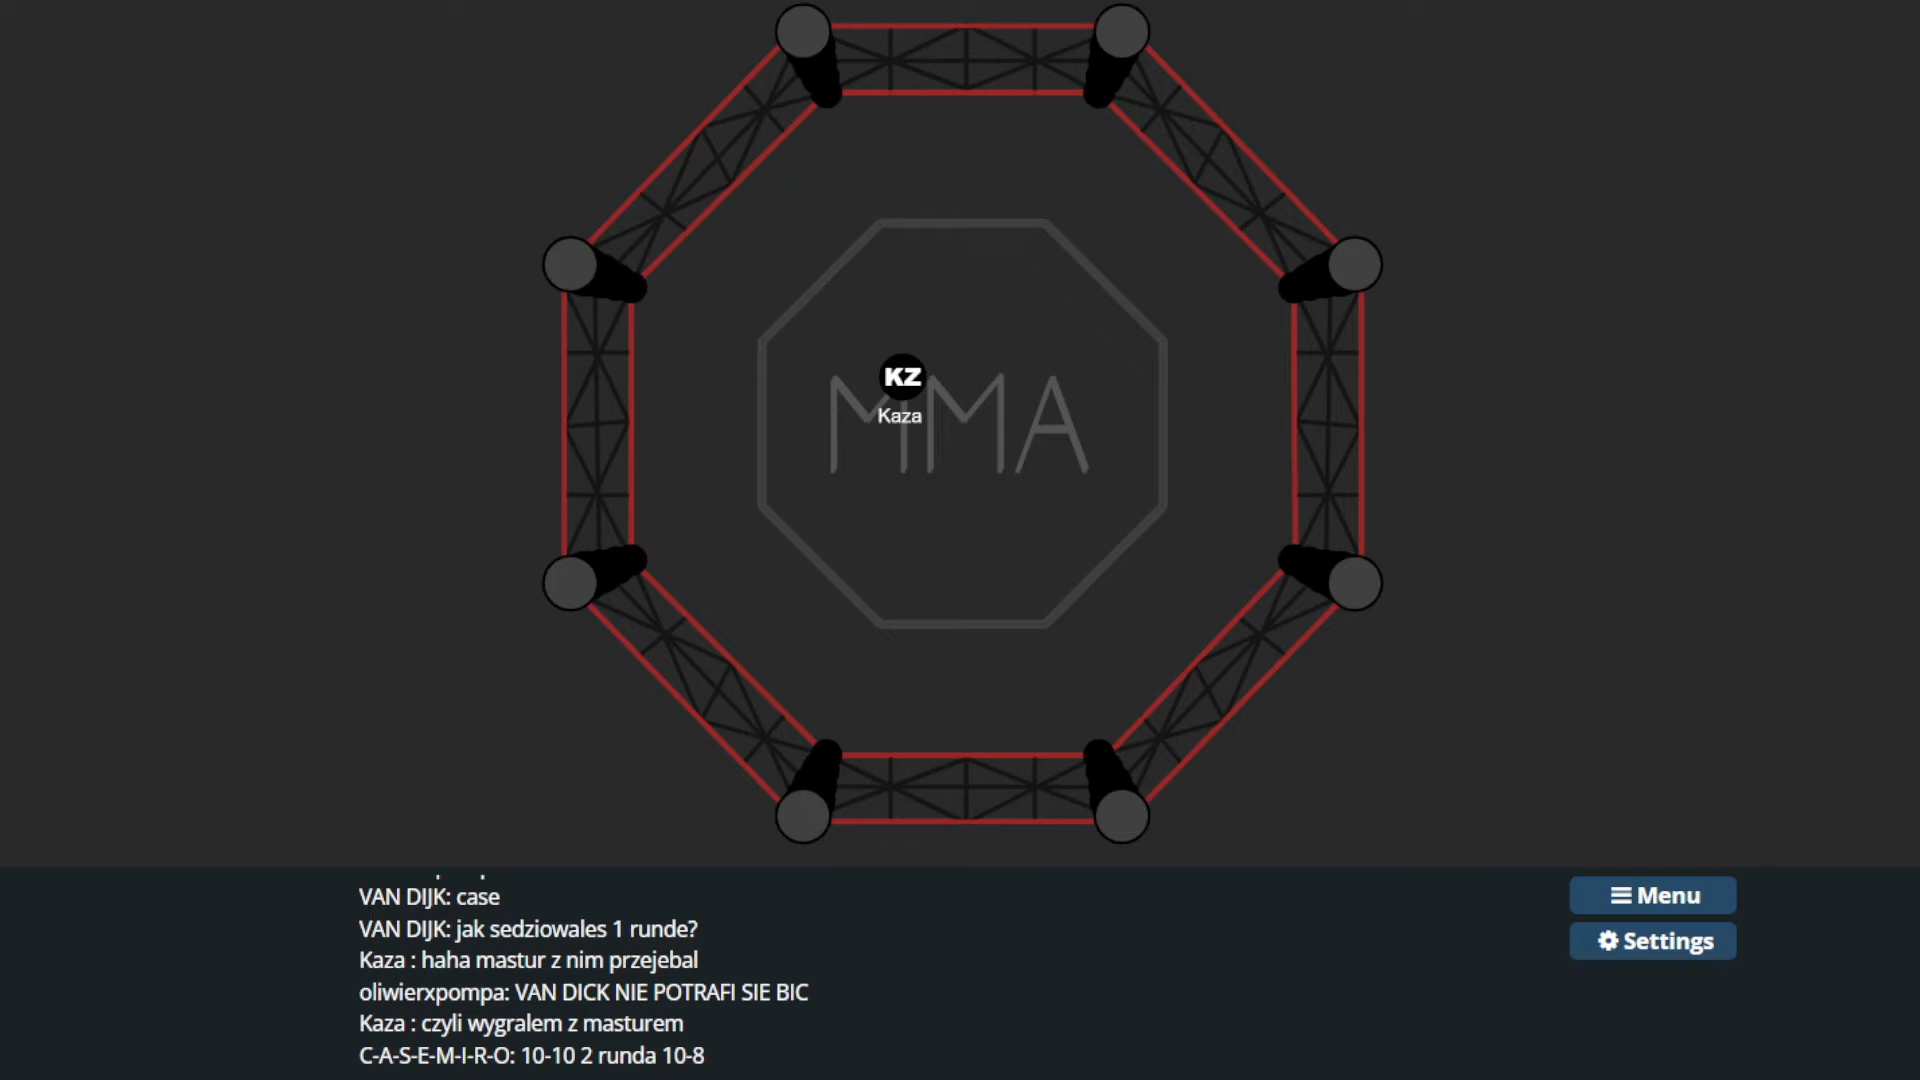 KZ
Kaza
MMA
VAN DIJK: case
VAN DIJK: jak sedziowales 1 runde?
Kaza : haha mastur z nim przejebal
oliwierxpompa: VAN DICK NIE POTRAFI SIE BIC
Kaza : czyli wygralem z masturem
C-A-S-E-M-I-R-O: 10-10 2 runda 10-8
Menu
Settings